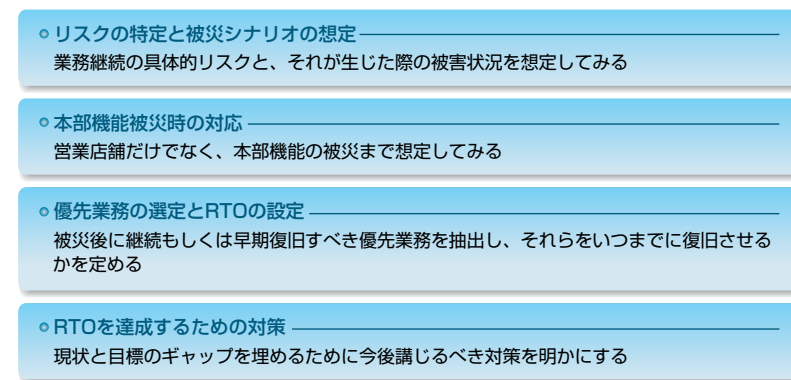 リスクの特定と被災シナリオの想定
業務継続の具体的リスクと、それが生じた際の被害状況を想定してみる
本部機能被災時の対応
営業店舗だけでなく、本部機能の被災まで想定してみる
優先業務の選定とRTOの設定
被災後に継続もしくは早期復旧すべき優先業務を抽出し、それらをいつまでに復旧させる
かを定める
RTOを達成するための対策
現状と目標のギャップを埋めるために今後講じるべき対策を明かにする